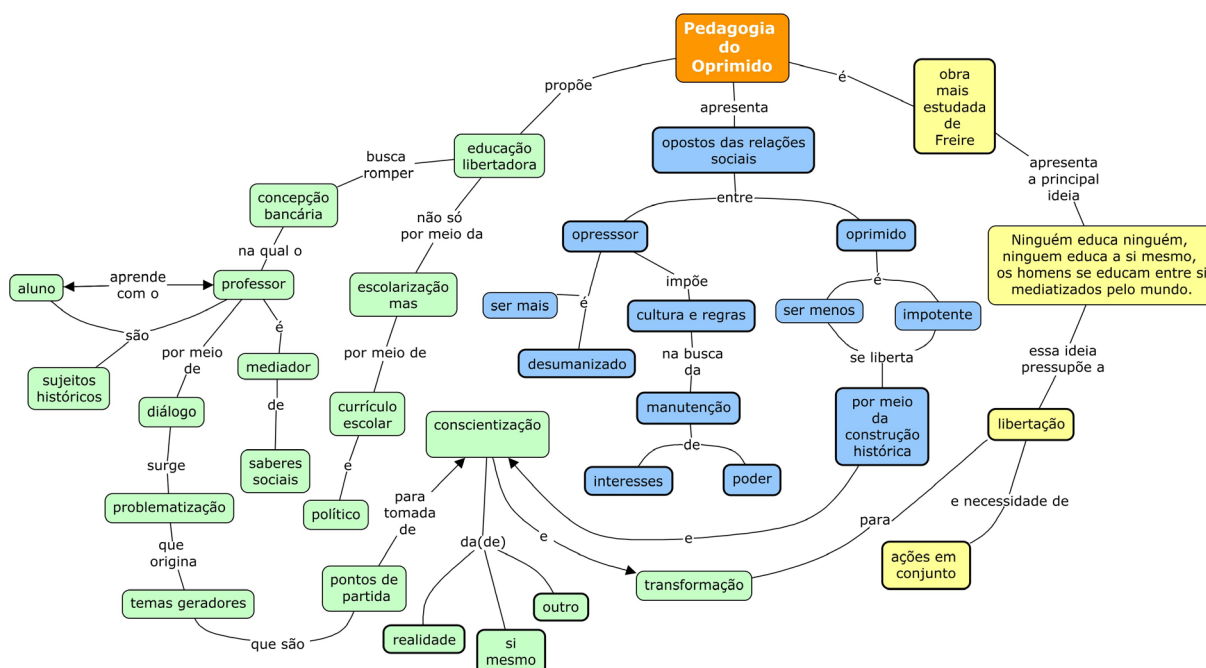 Pedagogia
do
Oprimido
propõe
apresenta
é
obra
mais
estudada
de
Freire
educação
libertadora
opostos das relações
sociais
apresenta
a principal
ideia
busca
romper
concepção
bancária
não só
por meio da
entre
opresssor
oprimido
Ninguém educa ninguém,
ninguem educa a si mesmo,
os homens se educam entre si
mediatizados pelo mundo.
na qual o
aluno
aprende
com o
professor
escolarização
mas
impõe
é
ser mais
é
cultura e regras
ser menos
impotente
são
é
por meio
de
mediador
por meio de
desumanizado
na busca
da
se liberta
essa ideia
pressupõe a
sujeitos
históricos
diálogo
de
currículo
escolar
conscientização
manutenção
por meio
da
construção
histórica
libertação
surge
saberes
sociais
e
de
interesses
poder
problematização
político
para
tomada
de
e necessidade de
que
origina
da(de)
e
e
para
ações em
conjunto
temas geradores
pontos de
partida
transformação
outro
que são
realidade
si
mesmo